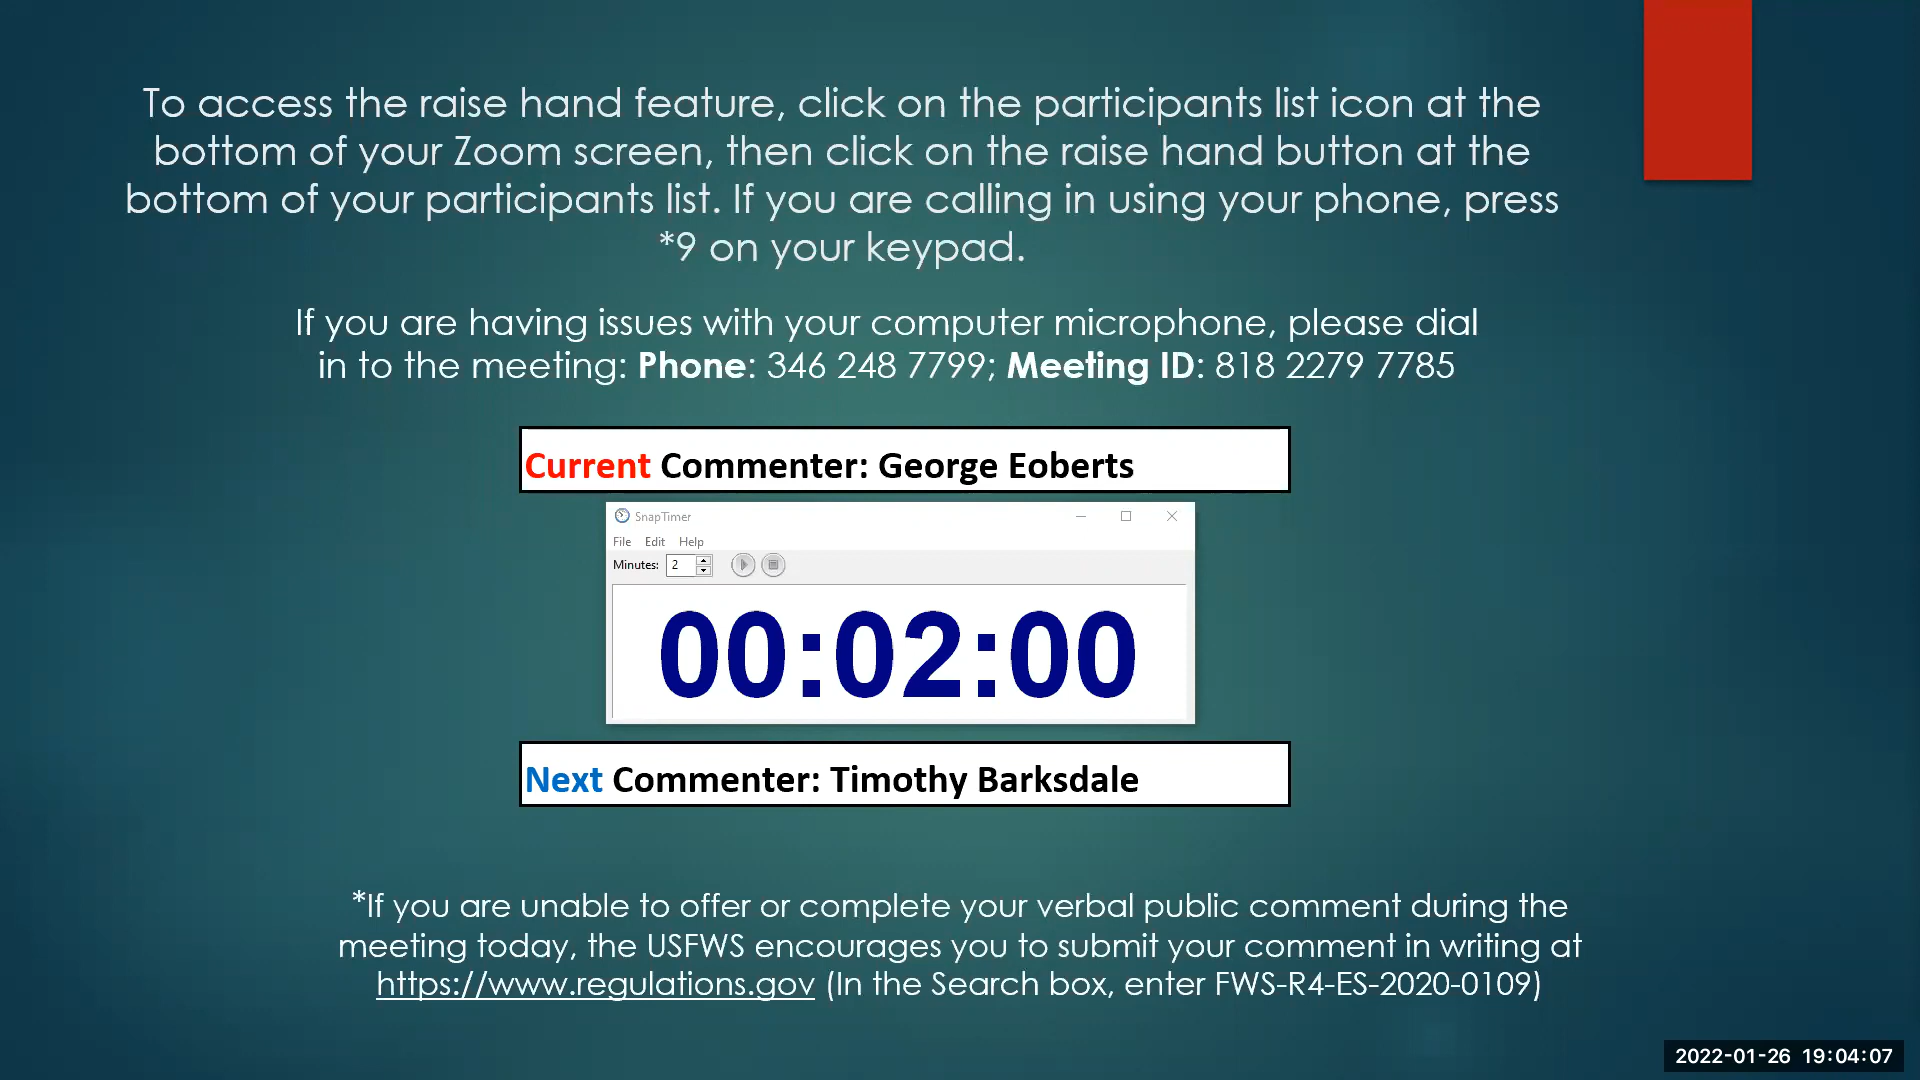 To access the raise hand feature, click on the participants list icon at the
bottom of your Zoom screen, then click on the raise hand button at the
bottom of your participants list. If you are calling in using your phone, press
*9 on your keypad.
If you are having issues with your computer microphone, please dial
in to the meeting: Phone: 346 248 7799; Meeting ID: 818 2279 7785
Current Commenter: George Eoberts
SnapTimer
File Edit Help
Minutes: 2
00:02:00
Next Commenter: Timothy Barksdale
*If you are unable to offer or complete your verbal public comment during the
meeting today, the USFWS encourages you to submit your comment in writing at
https://www.regulations.gov (In the Search box, enter FWS-R4-ES-2020-0109)
2022-01-26 19:04:07